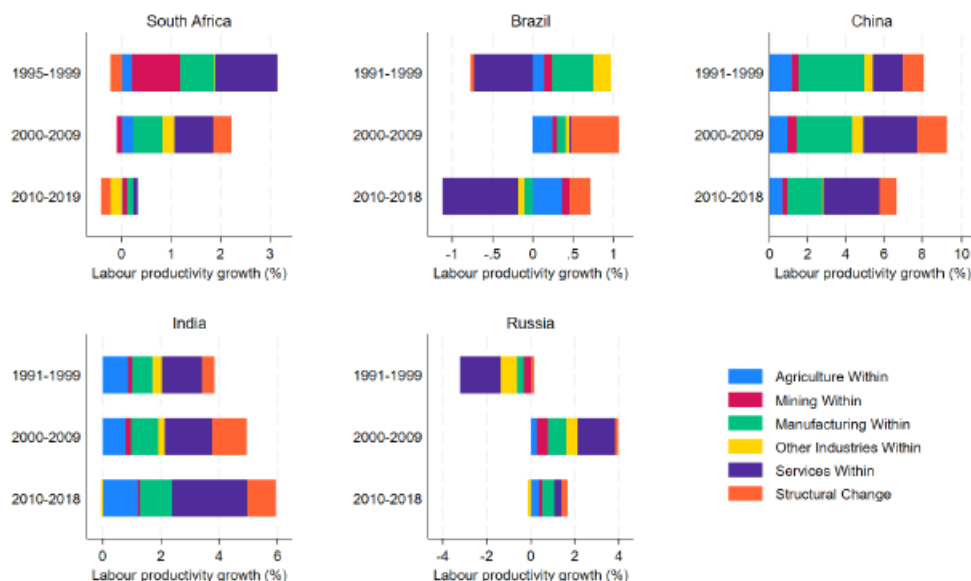 South Africa
1995-1999
2000-2009
2010-2019
0 1 2 3
Labour productivity growth (%)
Brazil
1991-1999
2000-2009
2010-2018
-1 -.5 0 .5 1
Labour productivity growth (%)
China
1991-1999
2000-2009
2010-2018
0 2 4 6 8 10
Labour productivity growth (%)
India
1991-1999
2000-2009
2010-2018
0 2 4 6
Labour productivity growth (%)
Russia
1991-1999
2000-2009
2010-2018
-4 -2 0 2 4
Labour productivity growth (%)
Agriculture Within
Mining Within
Manufacturing Within
Other Industries Within
Services Within
Structural Change